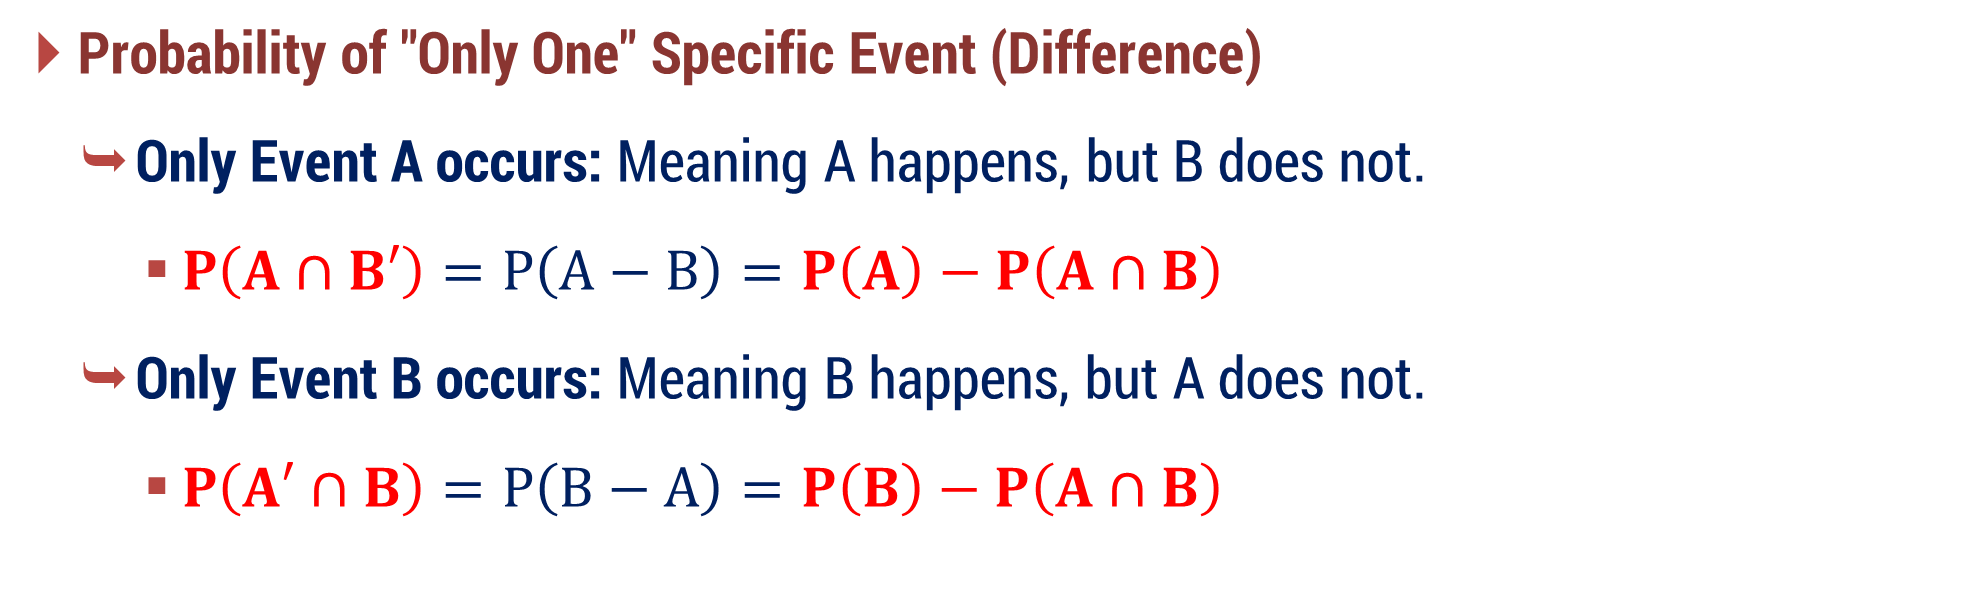 Probability of "Only One" Specific Event (Difference)
Only Event A occurs: Meaning A happens, but B does not.
P(A ∩ B′) = P(A − B) = P(A) − P(A ∩ B)
Only Event B occurs: Meaning B happens, but A does not.
P(A′ ∩ B) = P(B − A) = P(B) − P(A ∩ B)